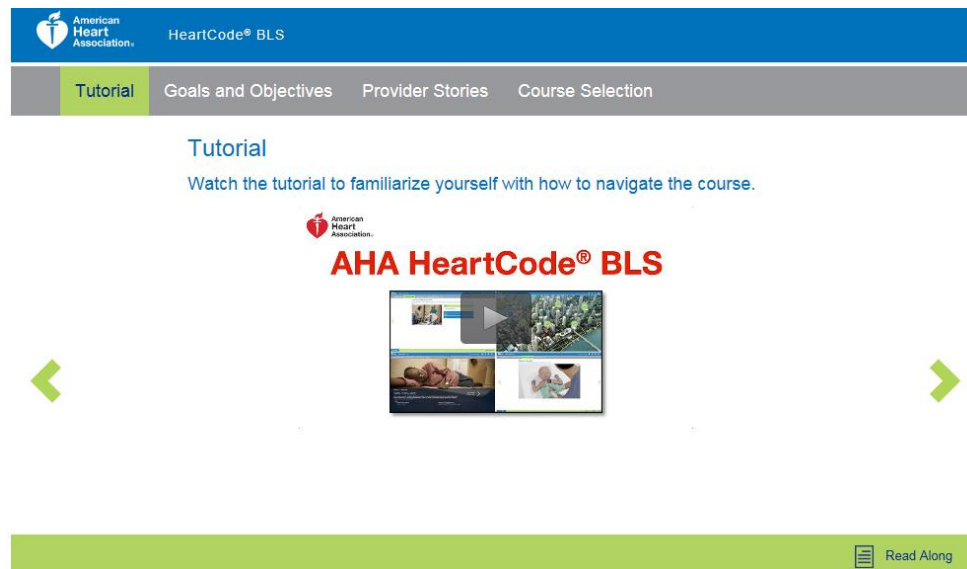 American
Heart
Association®
HeartCode® BLS
Tutorial Goals and Objectives Provider Stories Course Selection
Tutorial
Watch the tutorial to familiarize yourself with how to navigate the course.
American
Heart
Association®
AHA HeartCode® BLS
Read Along